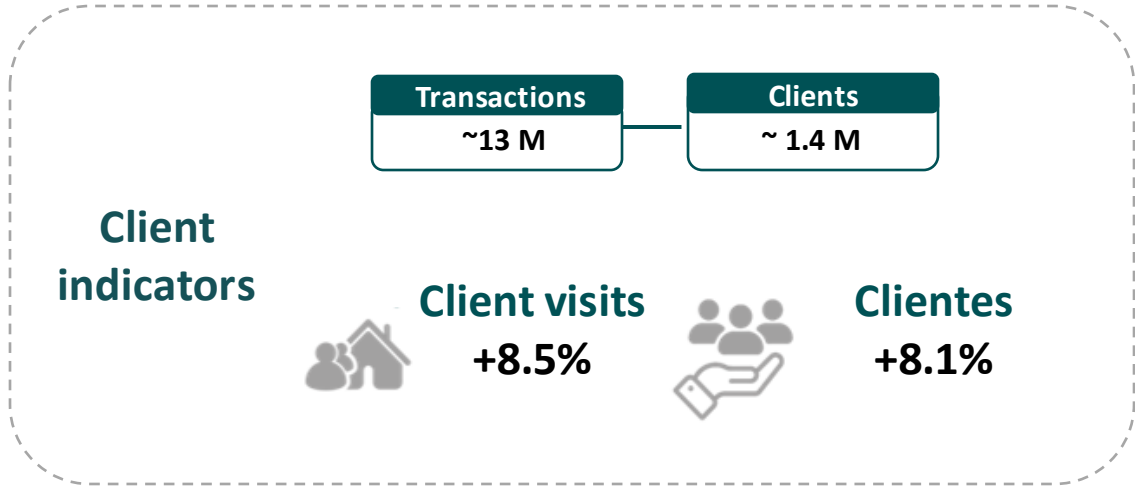 Transactions
~13 M
Clients
~ 1.4 M
Client
indicators
Client visits
+8.5%
Clientes
+8.1%